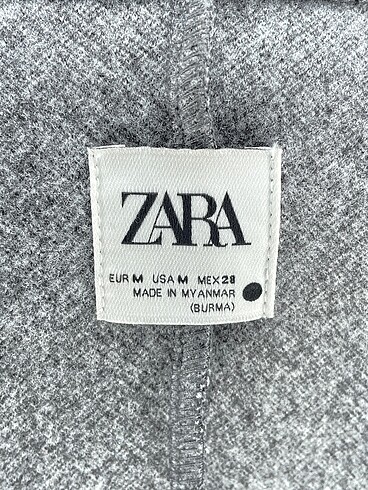 ZARA
EUR M USA M MEX 28
MADE IN MYANMAR
(BURMA)